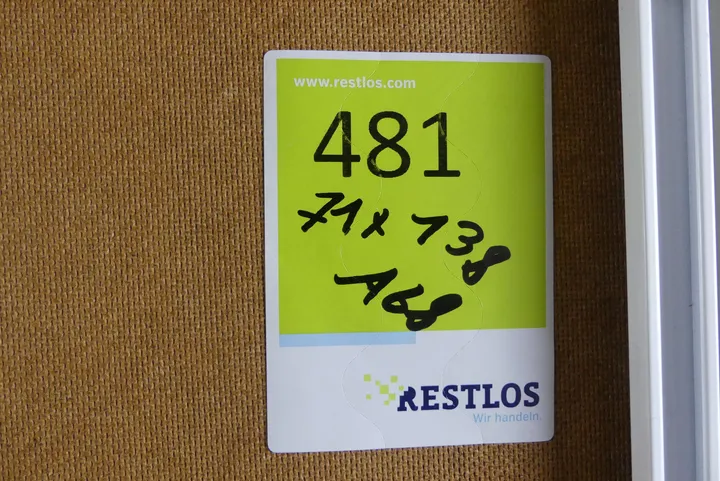 www.restlos.com
481
71x 138
A68
RESTLOS
Wir handeln.